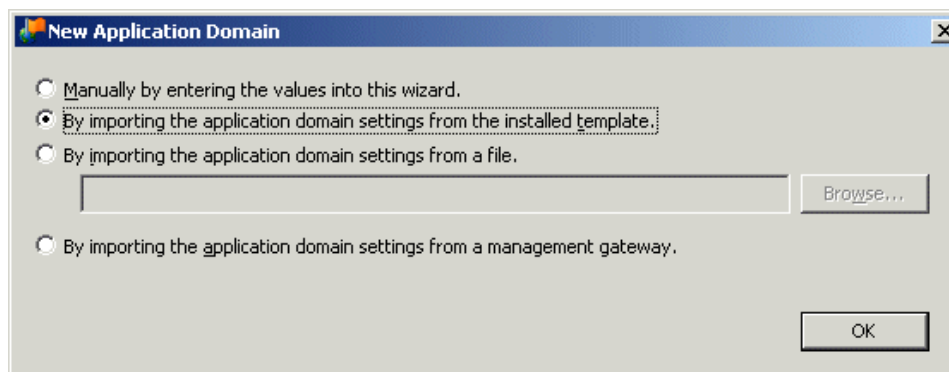 New Application Domain
Manually by entering the values into this wizard.
By importing the application domain settings from the installed template.
By importing the application domain settings from a file.
Browse...
By importing the application domain settings from a management gateway.
OK